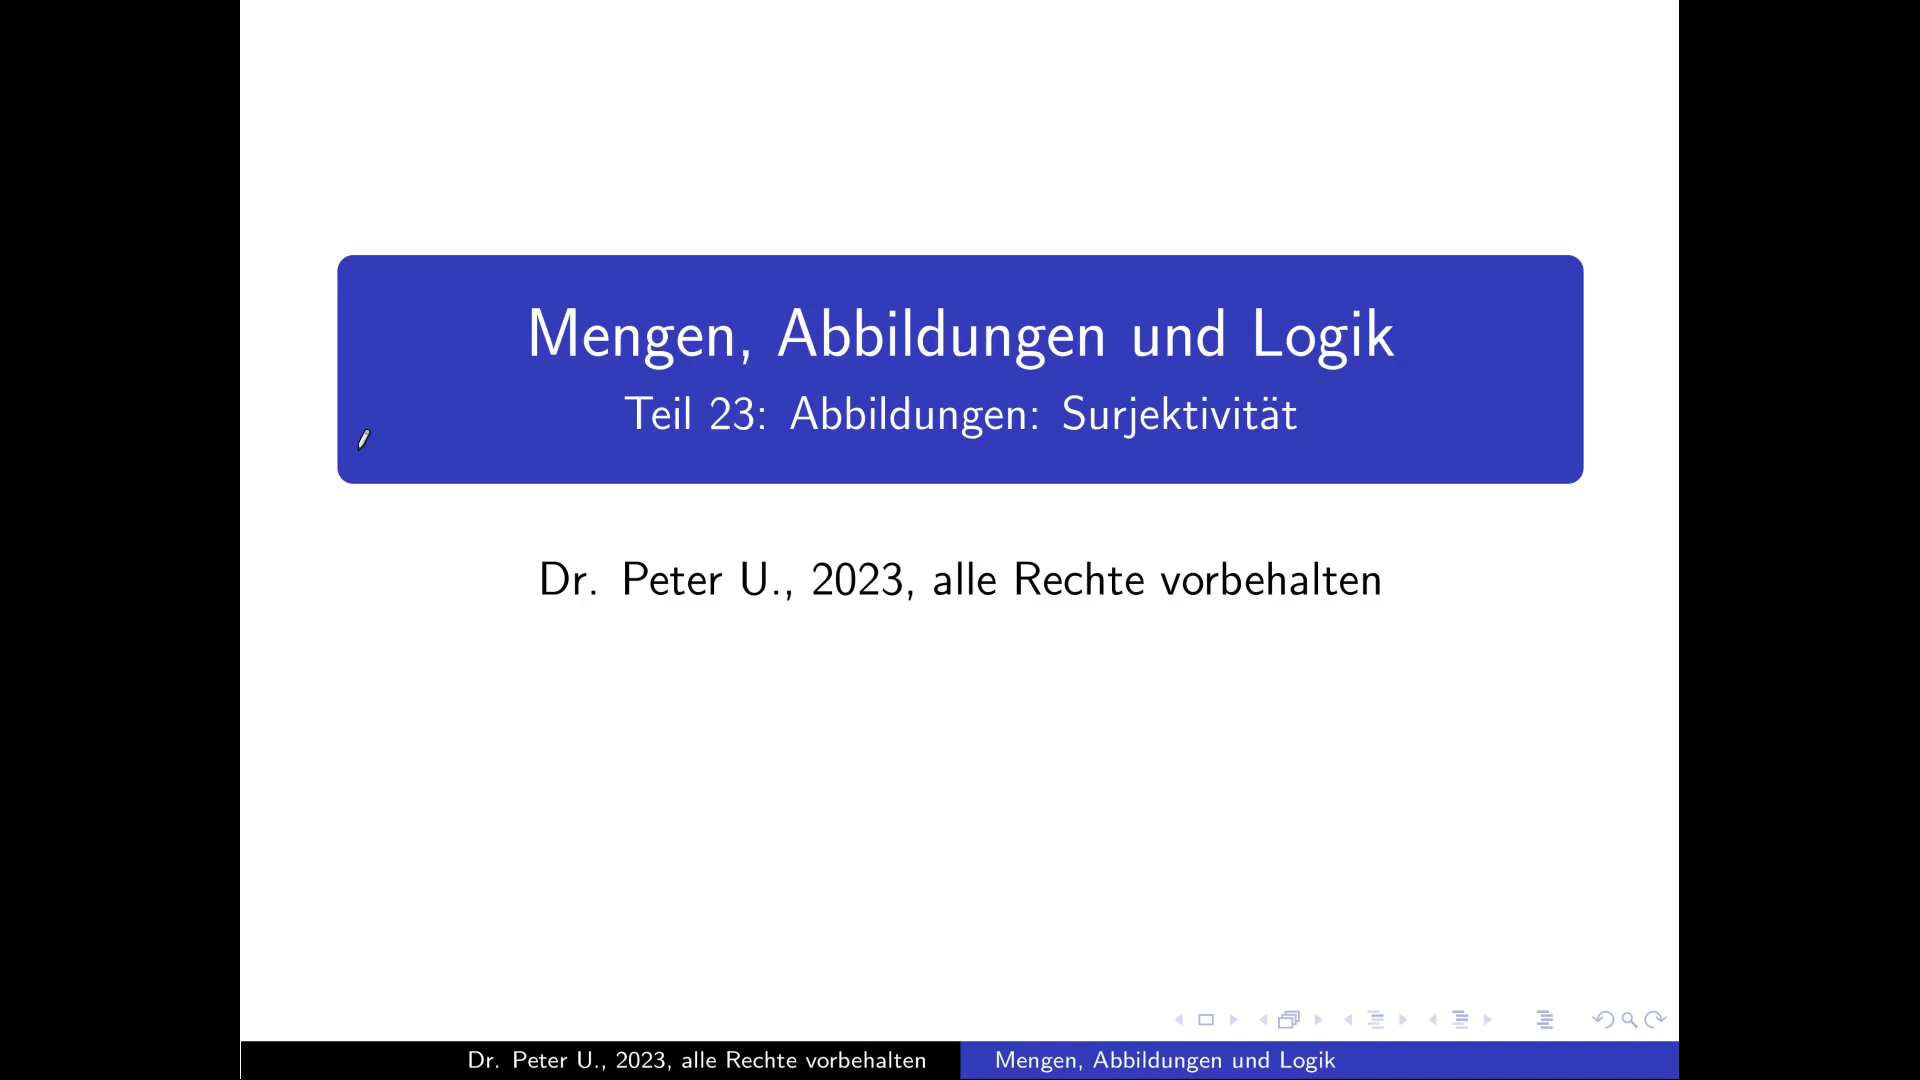 Mengen, Abbildungen und Logik
Teil 23: Abbildungen: Surjektivität
Dr. Peter U., 2023, alle Rechte vorbehalten
Dr. Peter U., 2023, alle Rechte vorbehalten
Mengen, Abbildungen und Logik